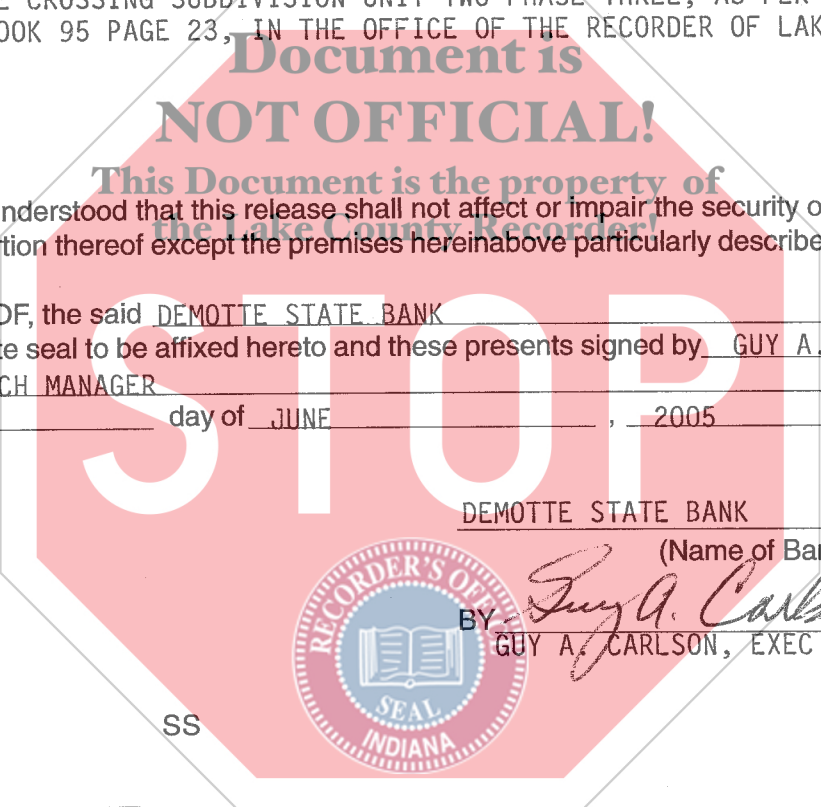 E CROSSING SUBDIVISION UNIT TWO PHASE THREE, AS PER
OOK 95 PAGE 23, IN THE OFFICE OF THE RECORDER OF LAK
Document is
NOT OFFICIAL!
This Document is the property of
the Lake County Recorder!
nderstood that this release shall not affect or impair the security o
rtion thereof except the premises hereinabove particularly describe
STOP
OF, the said DEMOTTE STATE BANK
te seal to be affixed hereto and these presents signed by GUY A.
CH MANAGER
day of JUNE , 2005
DEMOTTE STATE BANK
(Name of Ban
BY Guy A. Carls
GUY A. CARLSON, EXEC
RECORDER'S OFFI
SEAL
INDIANA
SS